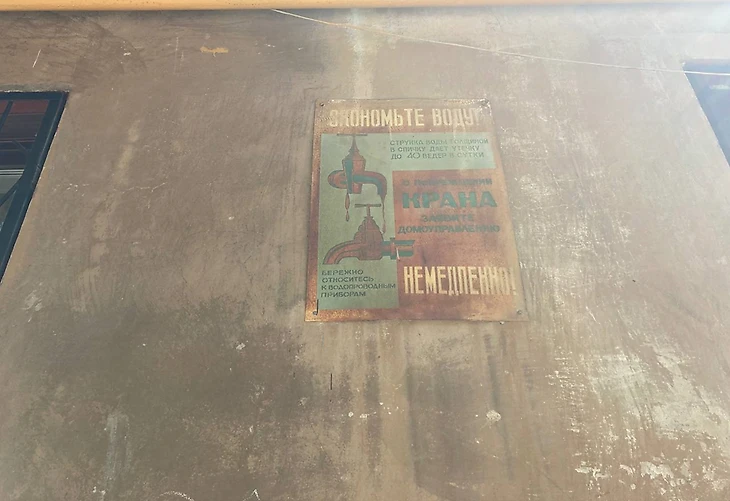 ЭКОНОМЬТЕ ВОДУ!
СТРУЙКА ВОДЫ ТОЛЩИНОЙ
В СПИЧКУ ДАЕТ УТЕЧКУ
ДО 40 ВЕДЕР В СУТКИ
О ПОВРЕЖДЕНИИ
КРАНА
ЗАЯВИТЕ
ДОМОУПРАВЛЕНИЮ
НЕМЕДЛЕННО!
БЕРЕЖНО
ОТНОСИТЕСЬ
К ВОДОПРОВОДНЫМ
ПРИБОРАМ